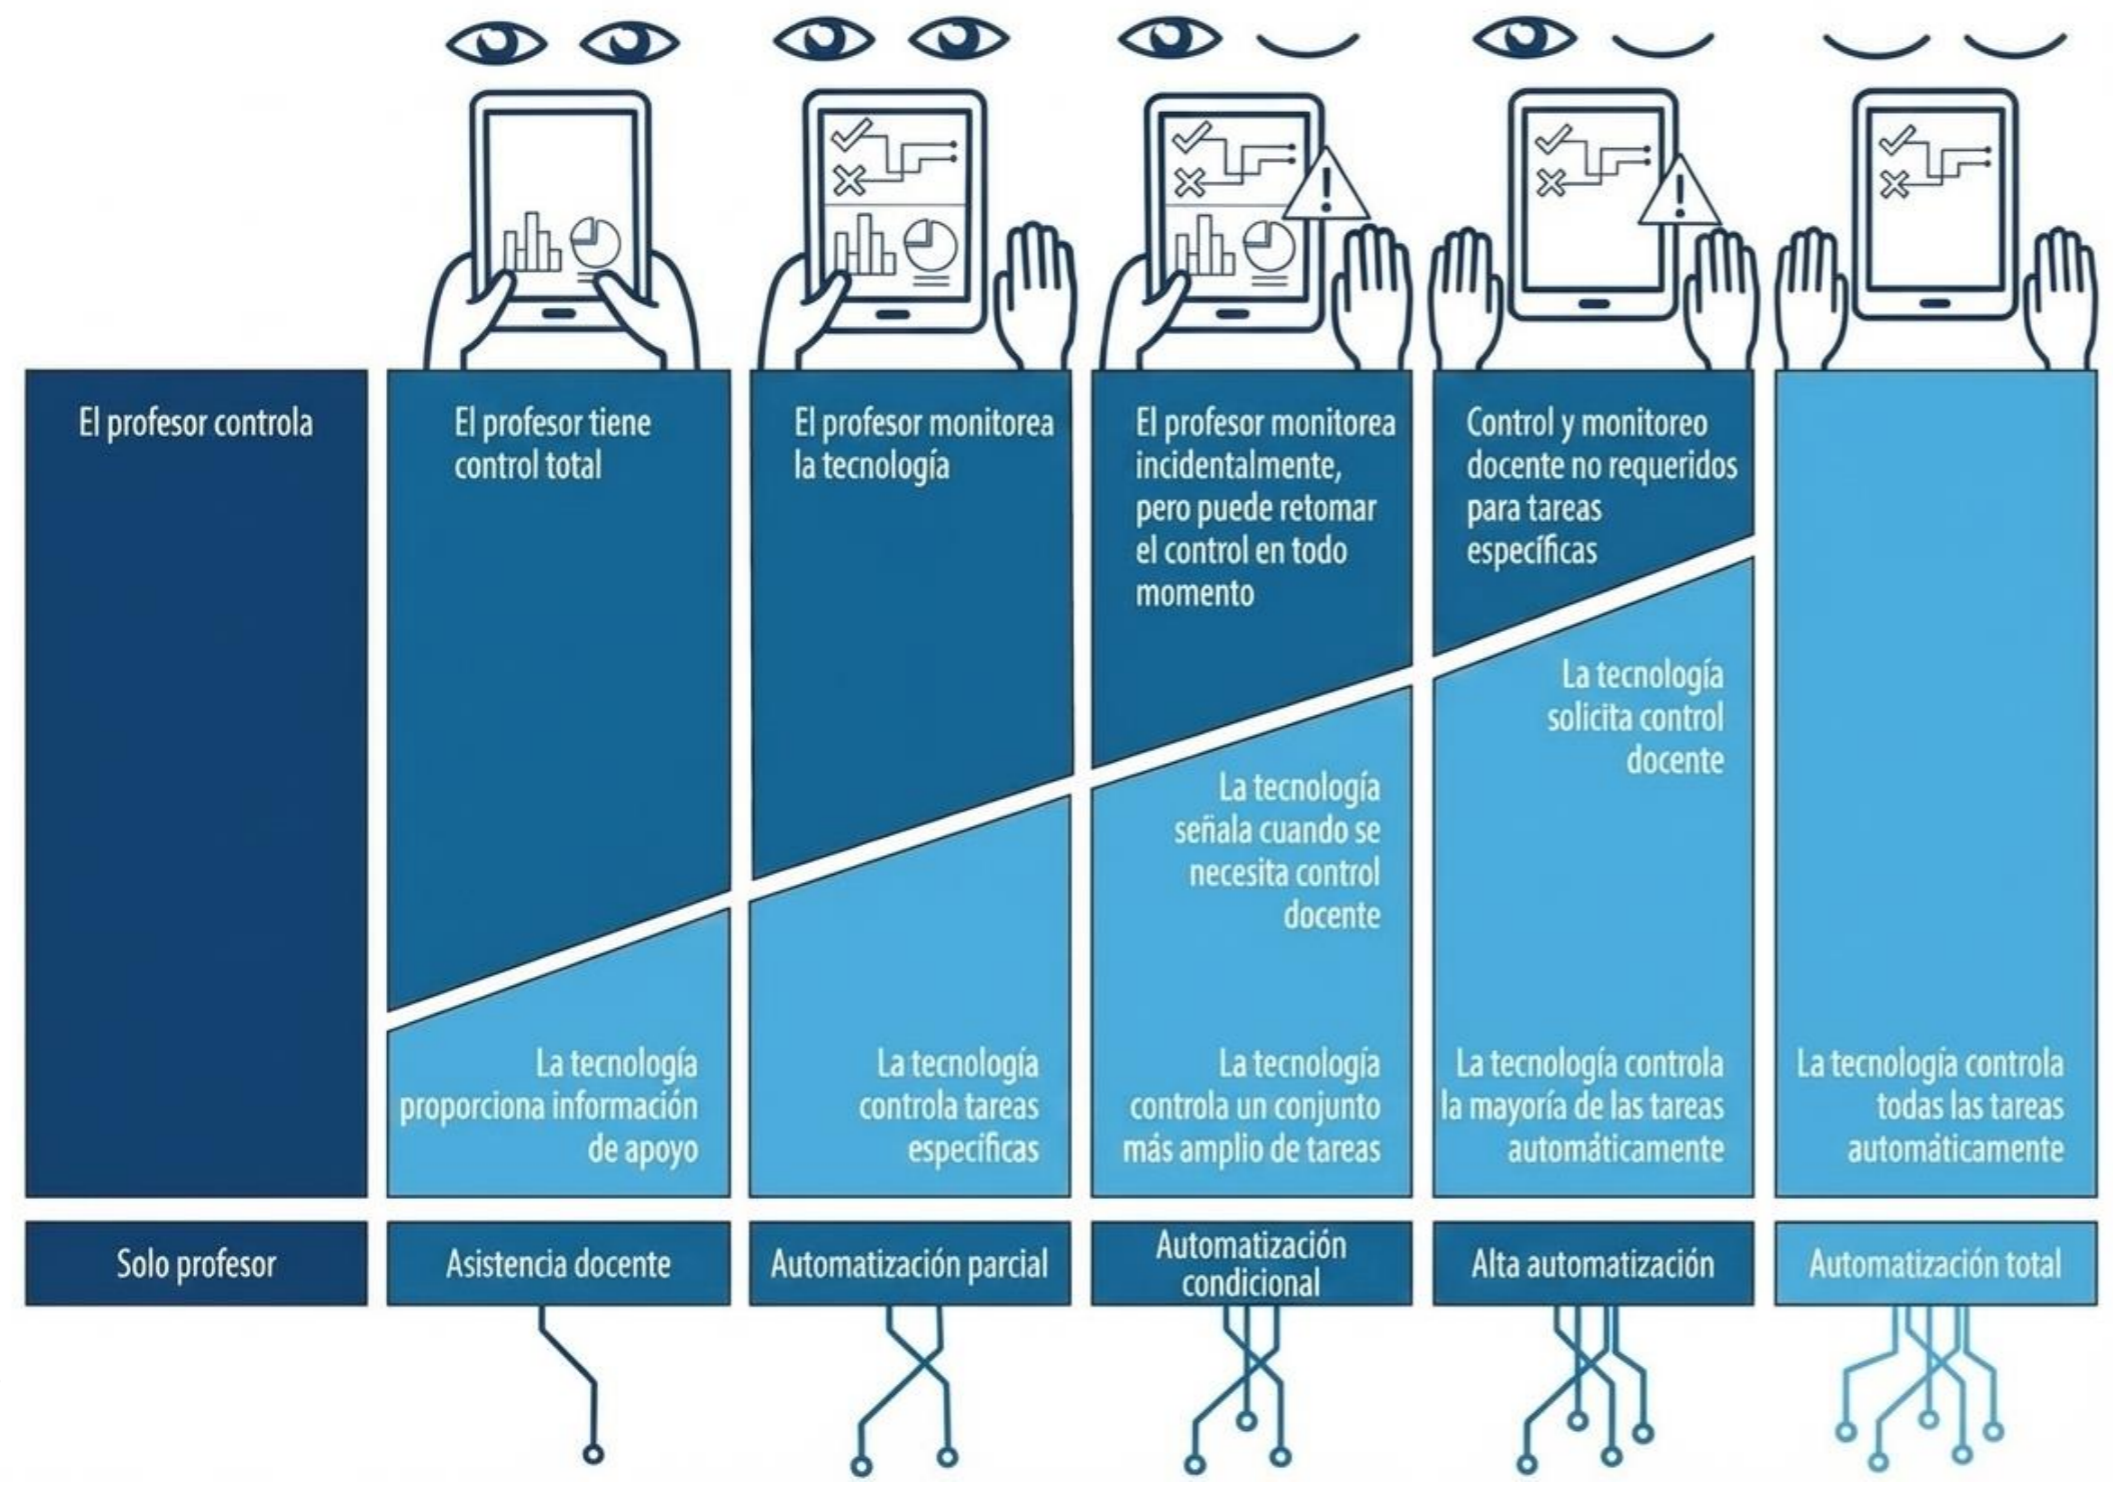 El profesor controla
El profesor tiene
control total
El profesor monitorea
la tecnología
El profesor monitorea
incidentalmente,
pero puede retomar
el control en todo
momento
Control y monitoreo
docente no requeridos
para tareas
específicas
La tecnología
proporciona información
de apoyo
La tecnología
controla tareas
específicas
La tecnología
señala cuando se
necesita control
docente
La tecnología
controla un conjunto
más amplio de tareas
La tecnología
solicita control
docente
La tecnología controla
la mayoría de las tareas
automáticamente
La tecnología controla
todas las tareas
automáticamente
Solo profesor
Asistencia docente
Automatización parcial
Automatización
condicional
Alta automatización
Automatización total